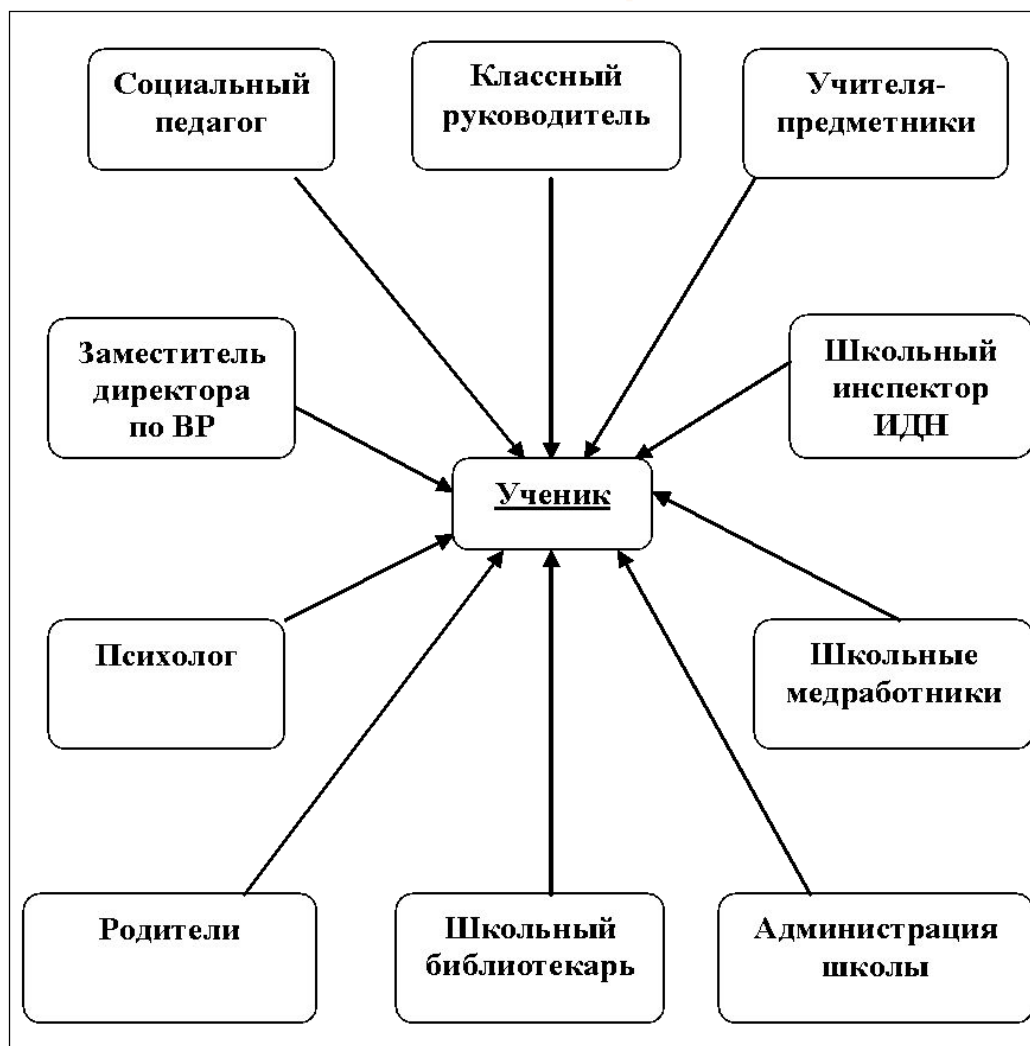 Социальный
педагог
Классный
руководитель
Учителя-
предметники
Заместитель
директора
по ВР
Школьный
инспектор
ИДН
Ученик
Психолог
Школьные
медработники
Родители
Школьный
библиотекарь
Администрация
школы